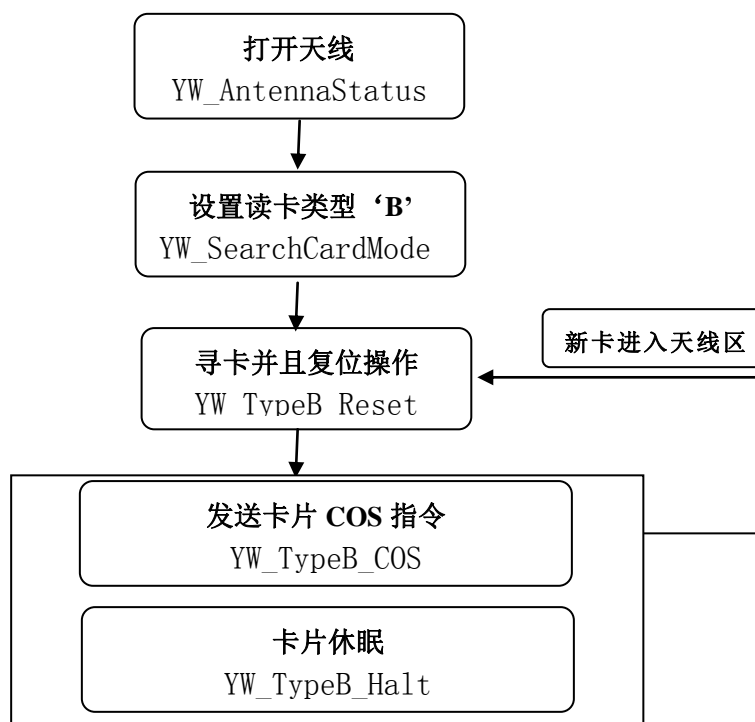 打开天线
YW_AntennaStatus
设置读卡类型‘B’
YW_SearchCardMode
新卡进入天线区
寻卡并且复位操作
YW_TypeB_Reset
发送卡片 COS 指令
YW_TypeB_COS
卡片休眠
YW_TypeB_Halt